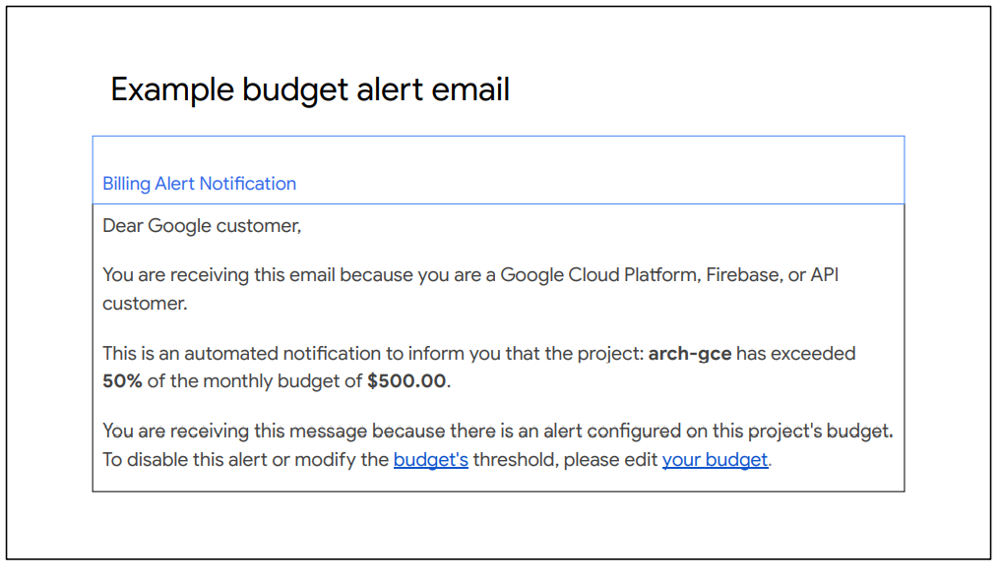 Example budget alert email
Billing Alert Notification
Dear Google customer,
You are receiving this email because you are a Google Cloud Platform, Firebase, or API
customer.
This is an automated notification to inform you that the project: arch-gce has exceeded
50% of the monthly budget of $500.00.
You are receiving this message because there is an alert configured on this project's budget.
To disable this alert or modify the budget's threshold, please edit your budget.